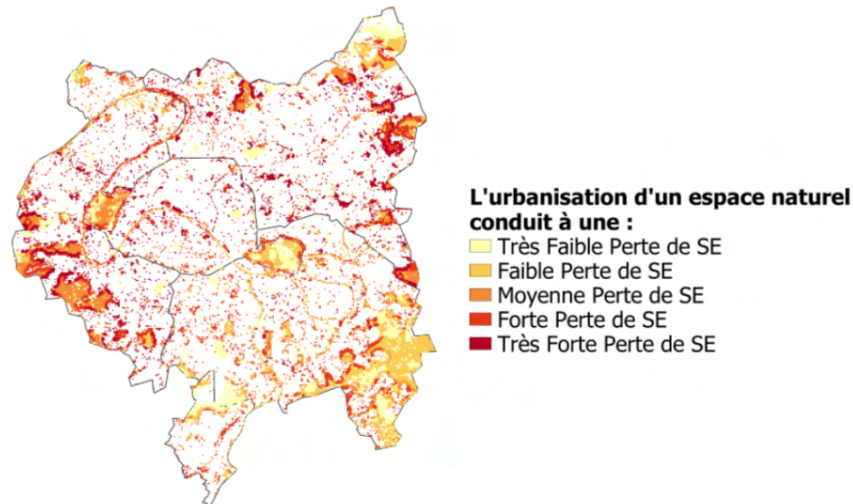 L'urbanisation d'un espace naturel
conduit à une :
Très Faible Perte de SE
Faible Perte de SE
Moyenne Perte de SE
Forte Perte de SE
Très Forte Perte de SE